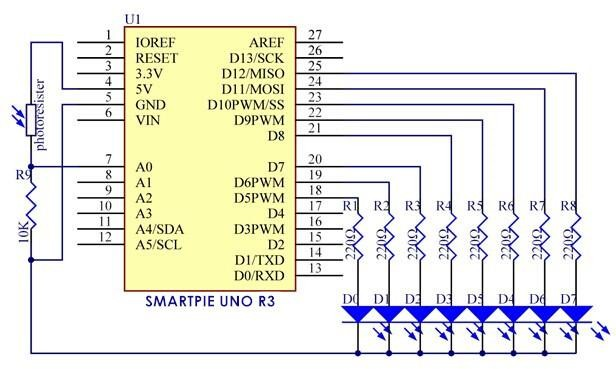 U1
1 IOREF AREF 27
2 RESET D13/SCK 26
3 3.3V D12/MISO 25
4 5V D11/MOSI 24
5 GND D10PWM/SS 23
6 VIN D9PWM 22
D8 21
7 A0 D7 20
8 A1 D6PWM 19
9 A2 D5PWM 18
10 A3 D4 17
11 A4/SDA D3PWM 16
12 A5/SCL D2 15
D1/TXD 14
D0/RXD 13
SMARTPIE UNO R3
photoresister
R9
10K
R1 R2 R3 R4 R5 R6 R7 R8
220Ω 220Ω 220Ω 220Ω 220Ω 220Ω 220Ω 220Ω
D0 D1 D2 D3 D5 D4 D6 D7